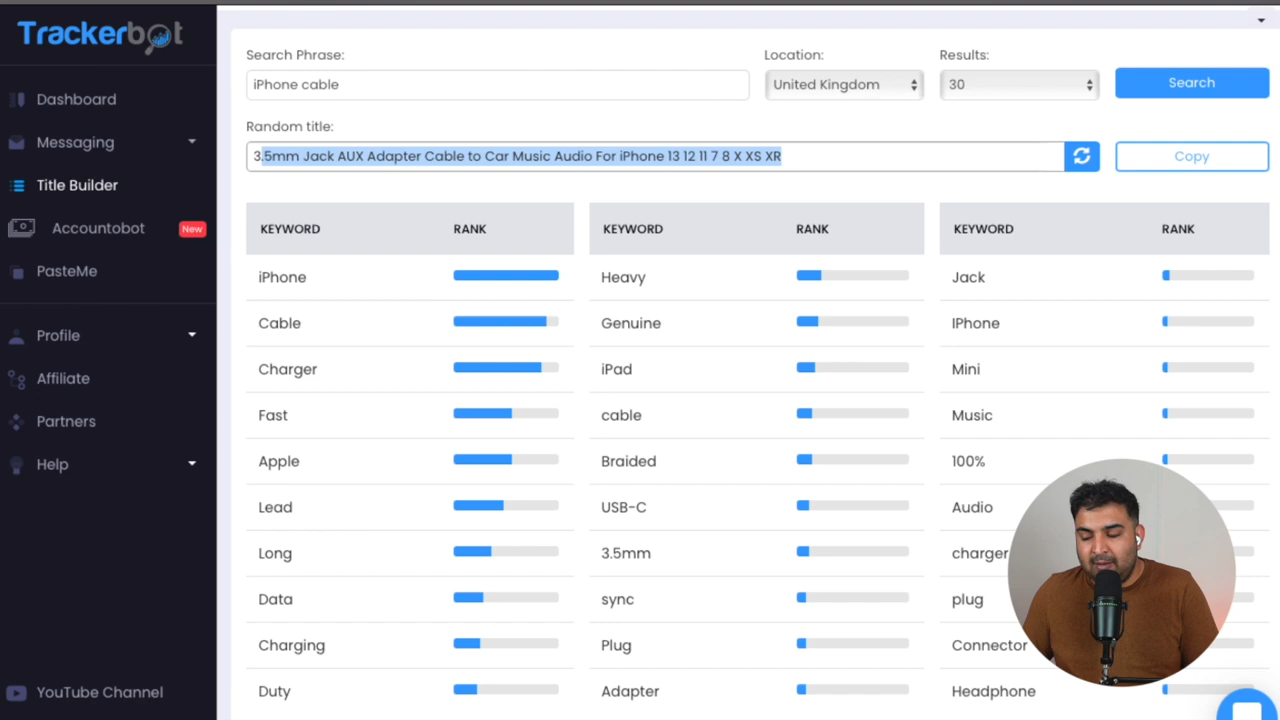 Trackerbot
Dashboard
Messaging
Title Builder
Accountobot New
PasteMe
Profile
Affiliate
Partners
Help
YouTube Channel
Search Phrase: Location: Results:
iPhone cable United Kingdom 30 Search
Random title:
3.5mm Jack AUX Adapter Cable to Car Music Audio For iPhone 13 12 11 7 8 X XS XR Copy
KEYWORD RANK KEYWORD RANK KEYWORD RANK
iPhone Heavy Jack
Cable Genuine IPhone
Charger iPad Mini
Fast cable Music
Apple Braided 100%
Lead USB-C Audio
Long 3.5mm charger
Data sync plug
Charging Plug Connector
Duty Adapter Headphone